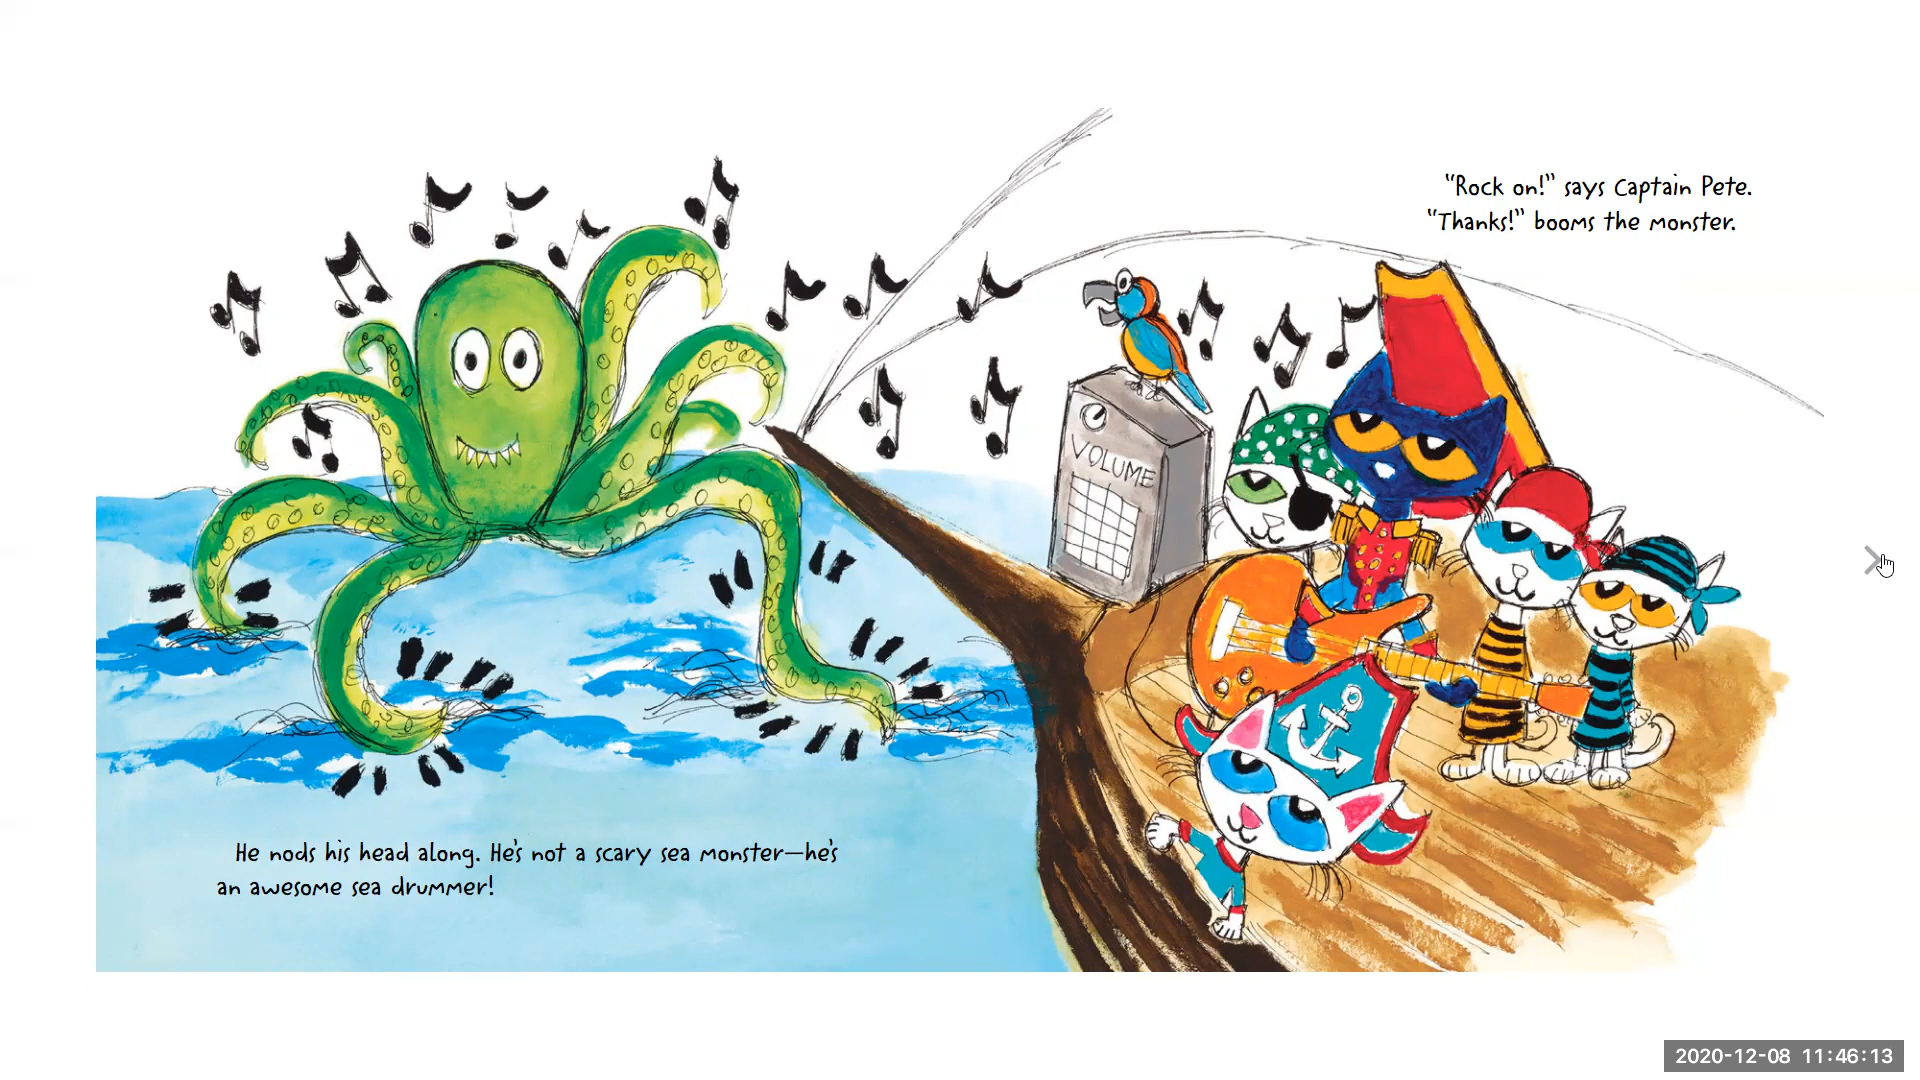 “Rock on!” says Captain Pete.
“Thanks!” booms the monster.
VOLUME
He nods his head along. He's not a scary sea monster—he's
an awesome sea drummer!
2020-12-08 11:46:13